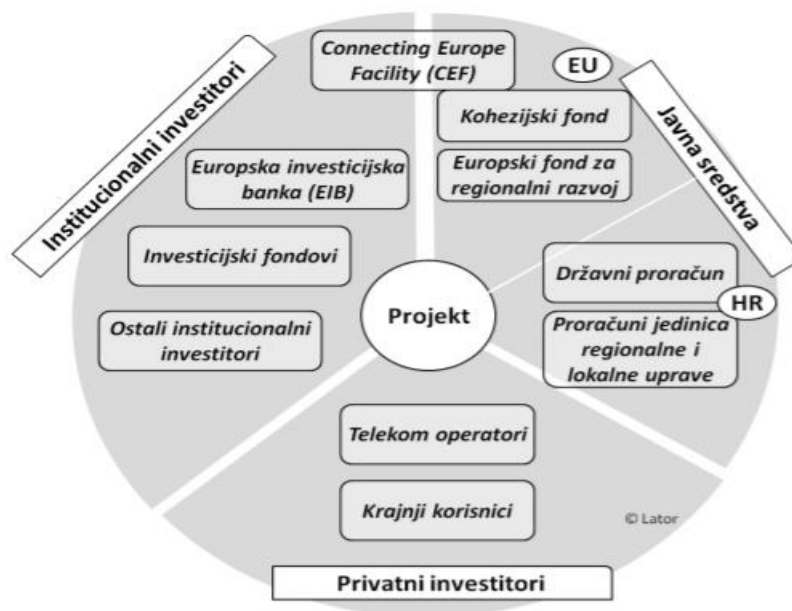 Connecting Europe
Facility (CEF)
EU
Institucionalni investitori
Javna sredstva
Kohezijski fond
Europska investicijska
banka (EIB)
Europski fond za
regionalni razvoj
Investicijski fondovi
Državni proračun
HR
Projekt
Ostali institucionalni
investitori
Proračuni jedinica
regionalne i
lokalne uprave
Telekom operatori
Krajnji korisnici
© Lator
Privatni investitori